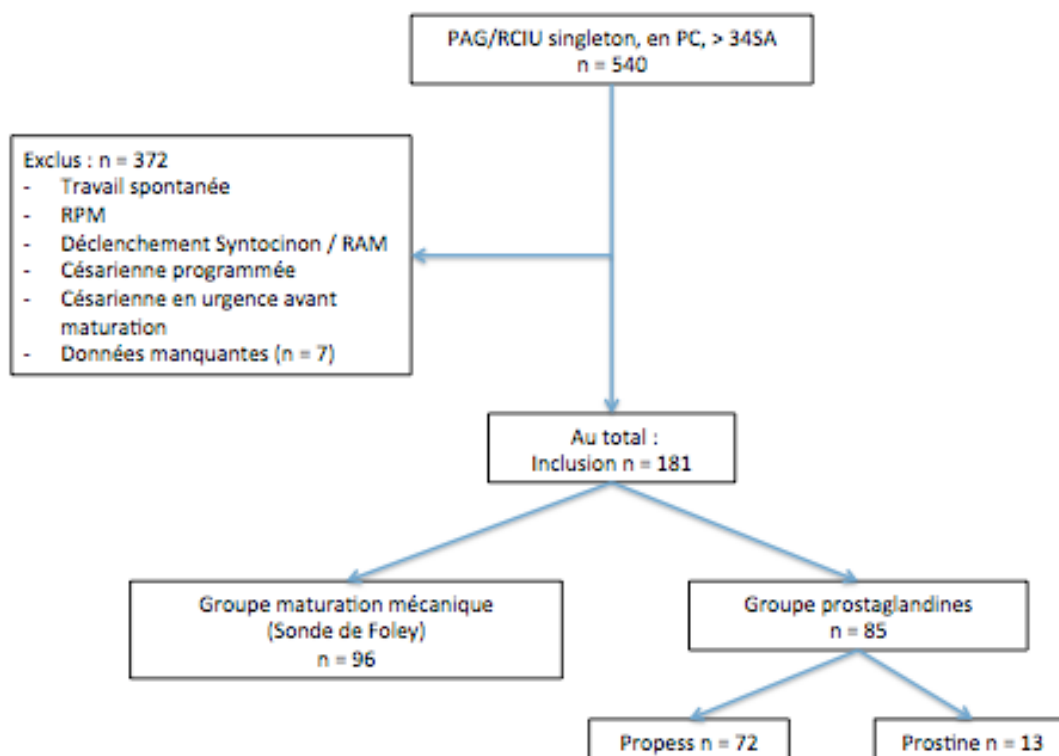 PAG/RCIU singleton, en PC, > 34SA
n = 540
Exclus : n = 372
- Travail spontanée
- RPM
- Déclenchement Syntocinon / RAM
- Césarienne programmée
- Césarienne en urgence avant
maturation
- Données manquantes (n = 7)
Au total :
Inclusion n = 181
Groupe maturation mécanique
(Sonde de Foley)
n = 96
Groupe prostaglandines
n = 85
Propess n = 72
Prostine n = 13